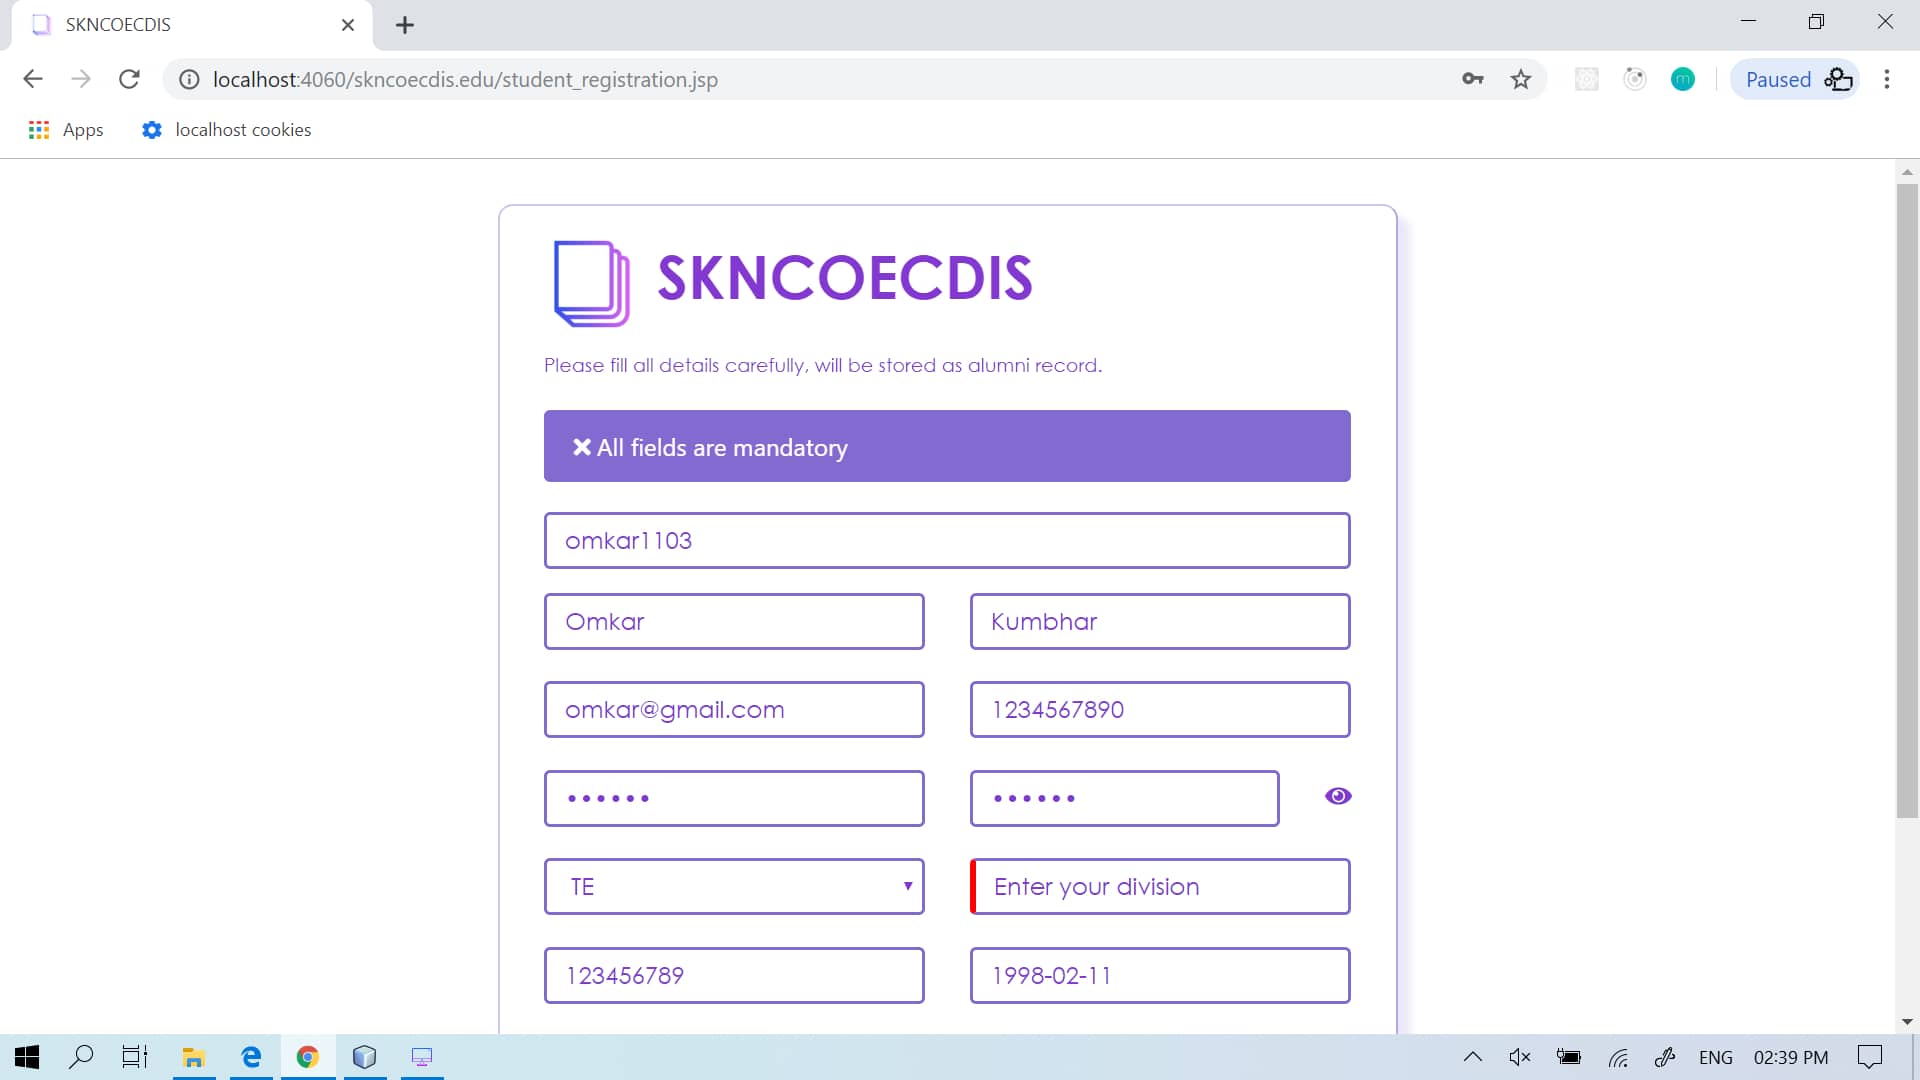 SKNCOECDIS
localhost:4060/skncoecdis.edu/student_registration.jsp
m
Paused
Apps
localhost cookies
SKNCOECDIS
Please fill all details carefully, will be stored as alumni record.
All fields are mandatory
omkar1103
Omkar
Kumbhar
omkar@gmail.com
1234567890
••••••
••••••
TE
Enter your division
123456789
1998-02-11
ENG
02:39 PM